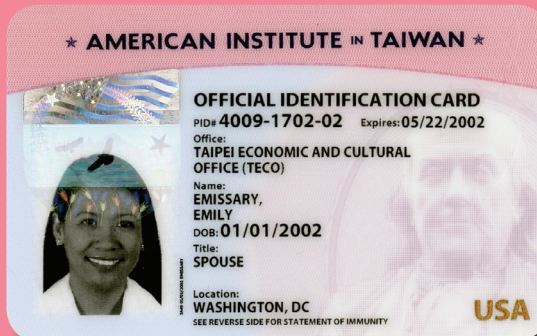 ★ AMERICAN INSTITUTE IN TAIWAN ★
OFFICIAL IDENTIFICATION CARD
PID# 4009-1702-02 Expires: 05/22/2002
Office:
TAIPEI ECONOMIC AND CULTURAL
OFFICE (TECO)
Name:
EMISSARY,
EMILY
DOB: 01/01/2002
Title:
SPOUSE
Location:
WASHINGTON, DC
SEE REVERSE SIDE FOR STATEMENT OF IMMUNITY
USA